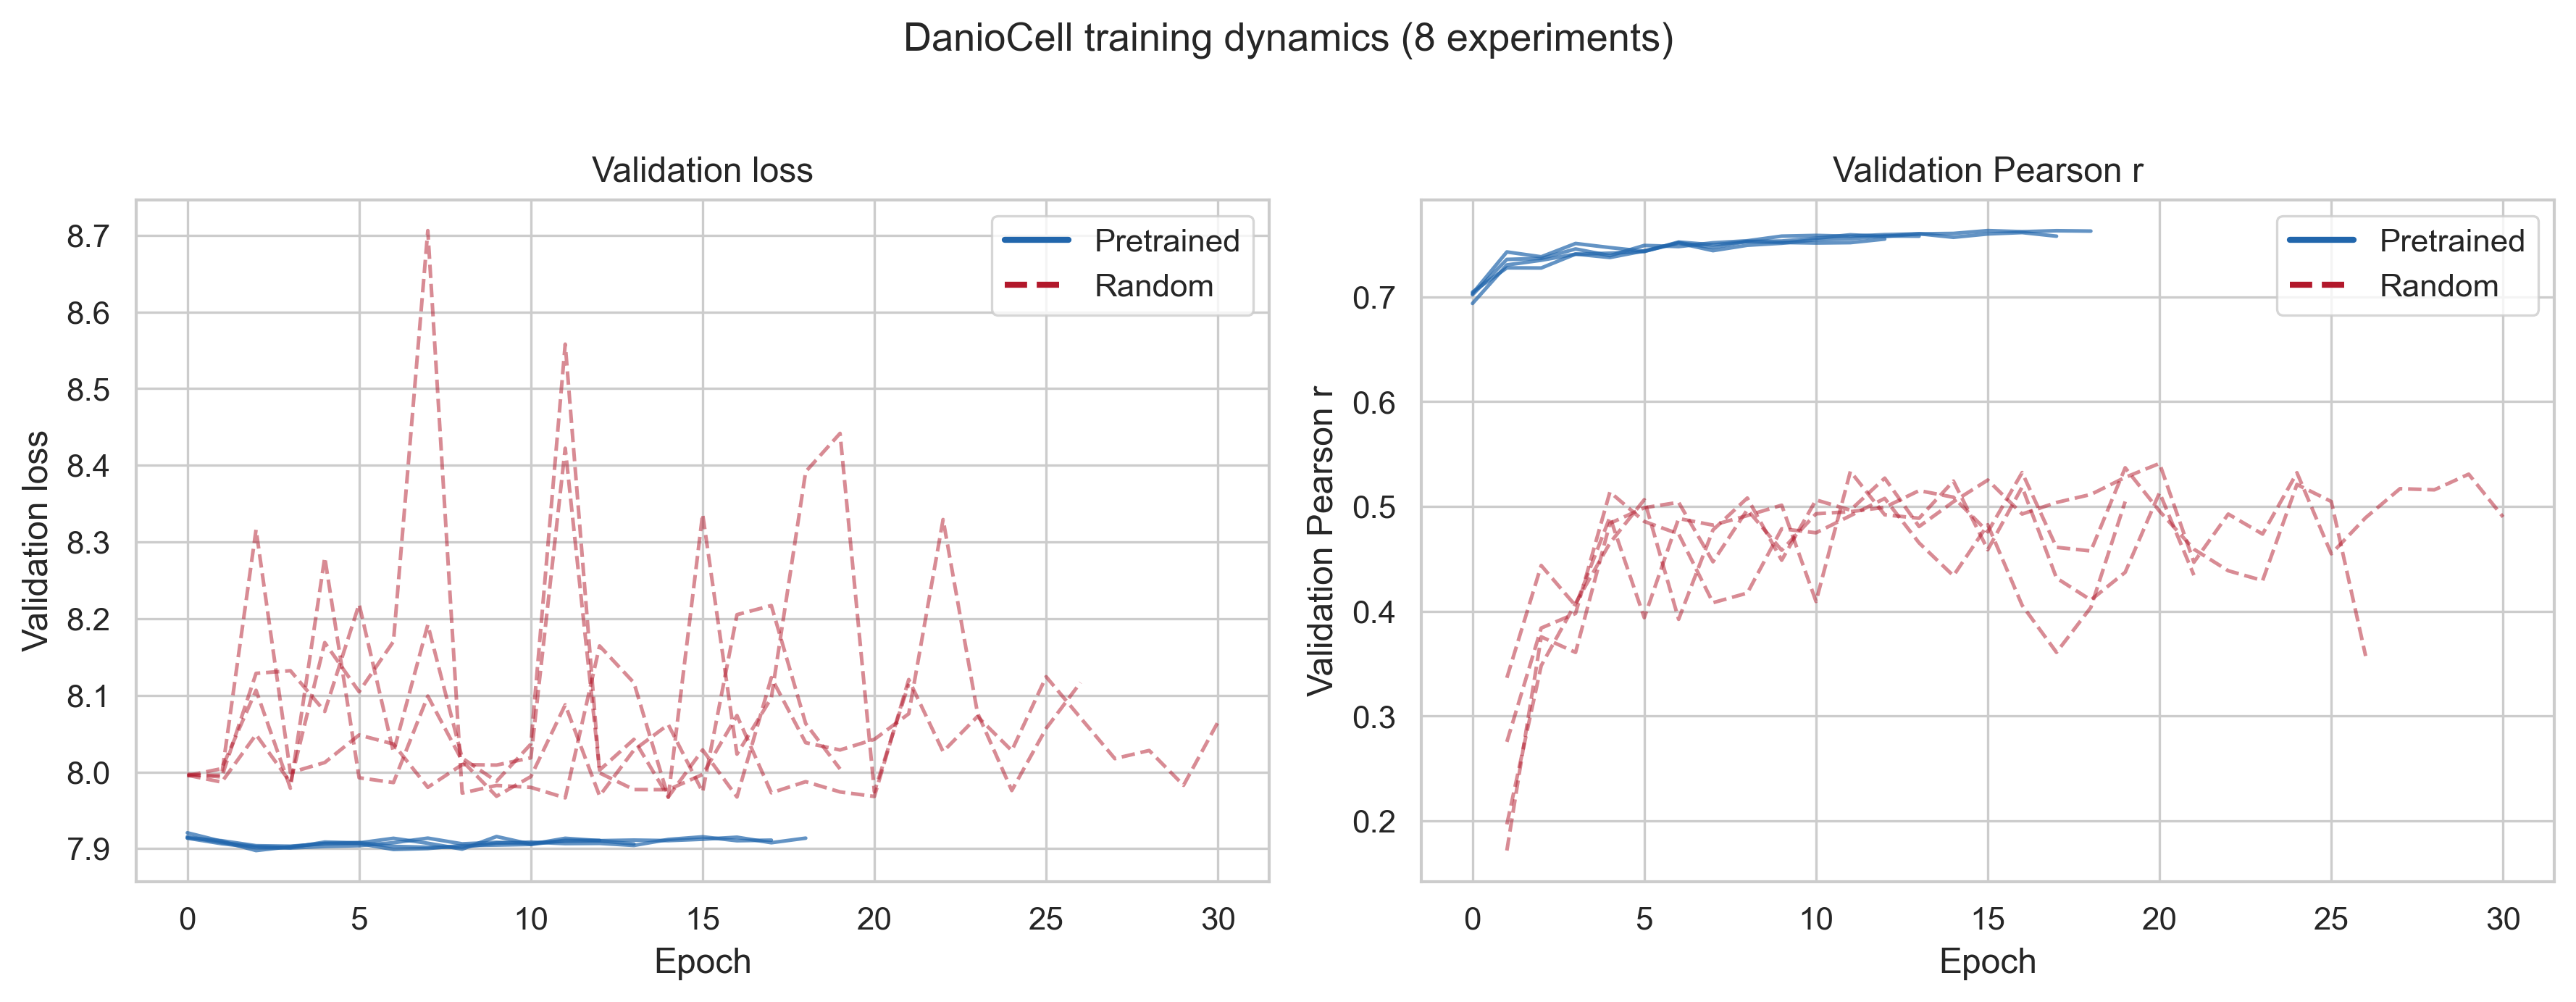 DanioCell training dynamics (8 experiments)
Validation loss
Validation loss
8.7
8.6
8.5
8.4
8.3
8.2
8.1
8.0
7.9
0 5 10 15 20 25 30
Epoch
Pretrained
Random
Validation Pearson r
Validation Pearson r
0.7
0.6
0.5
0.4
0.3
0.2
0 5 10 15 20 25 30
Epoch
Pretrained
Random